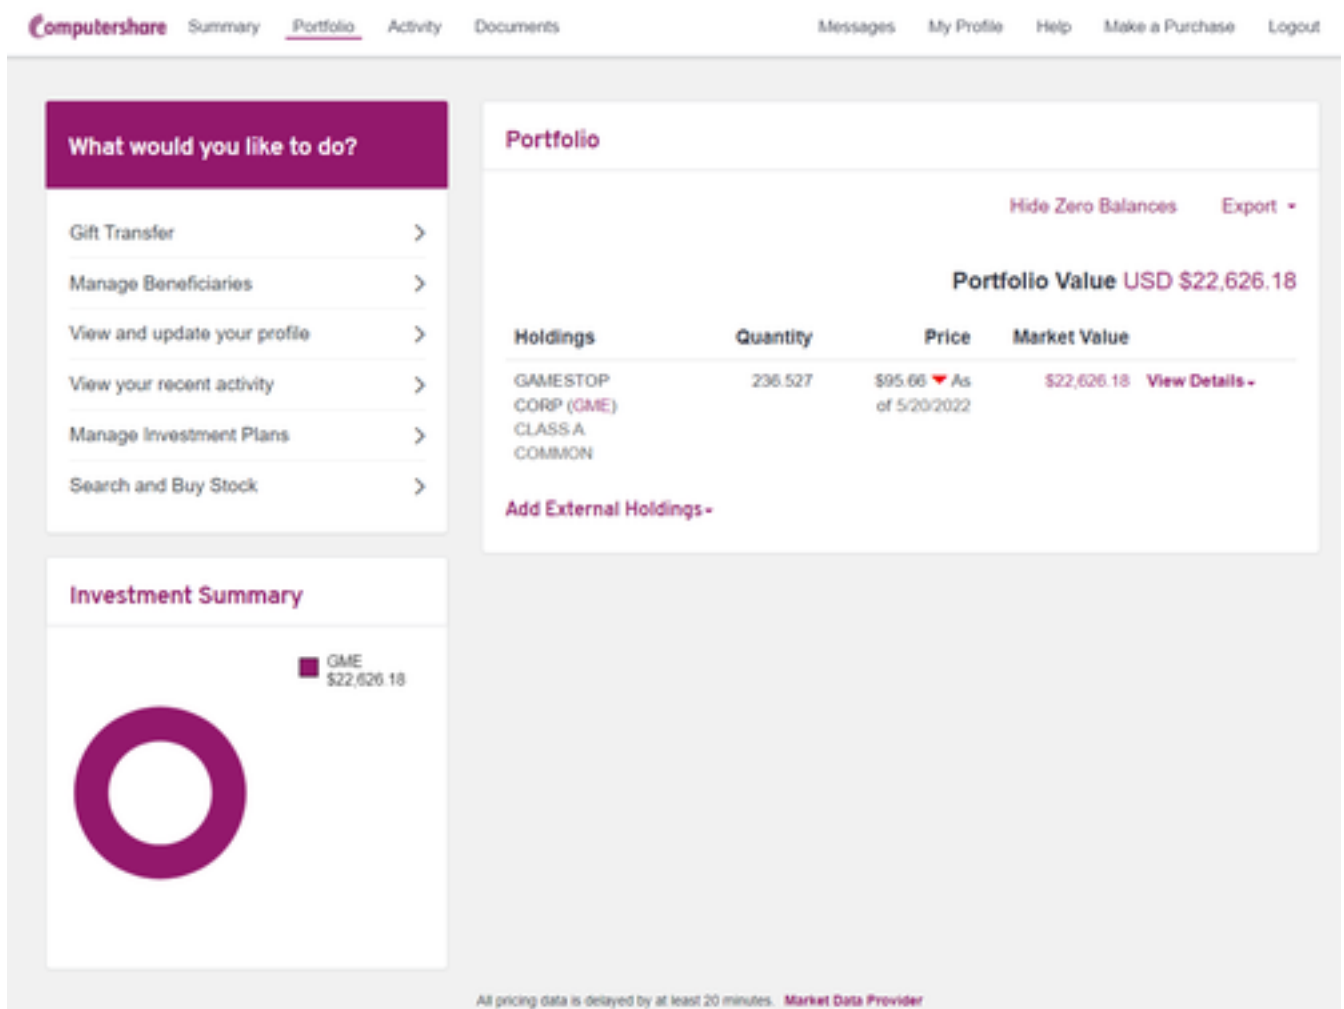 Computershare Summary Portfolio Activity Documents Messages My Profile Help Make a Purchase Logout
What would you like to do?
Gift Transfer
Manage Beneficiaries
View and update your profile
View your recent activity
Manage Investment Plans
Search and Buy Stock
Portfolio
Hide Zero Balances Export
Portfolio Value USD $22,626.18
Holdings Quantity Price Market Value
GAMESTOP 236.527 $95.66 As $22,626.18 View Details
CORP (GME) of 5/20/2022
CLASS A
COMMON
Add External Holdings
Investment Summary
GME
$22,626.18
All pricing data is delayed by at least 20 minutes. Market Data Provider